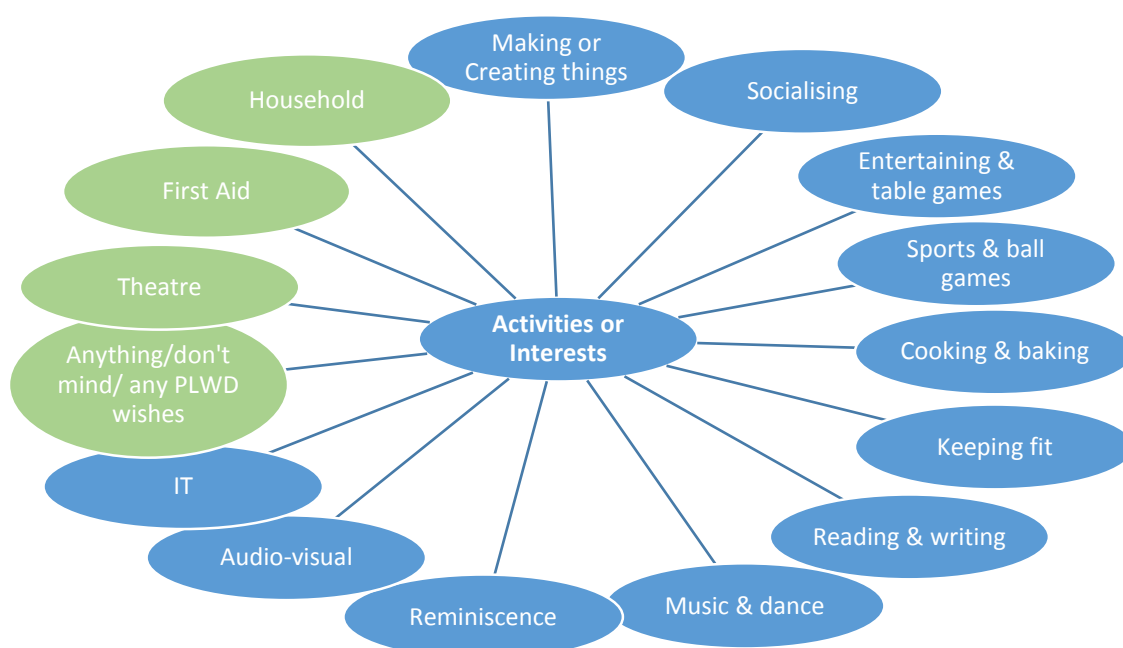 Making or
Creating things
Socialising
Entertaining &
table games
Sports & ball
games
Cooking & baking
Keeping fit
Reading & writing
Music & dance
Reminiscence
Audio-visual
IT
Anything/don't
mind/ any PLWD
wishes
Theatre
First Aid
Household
Activities or
Interests